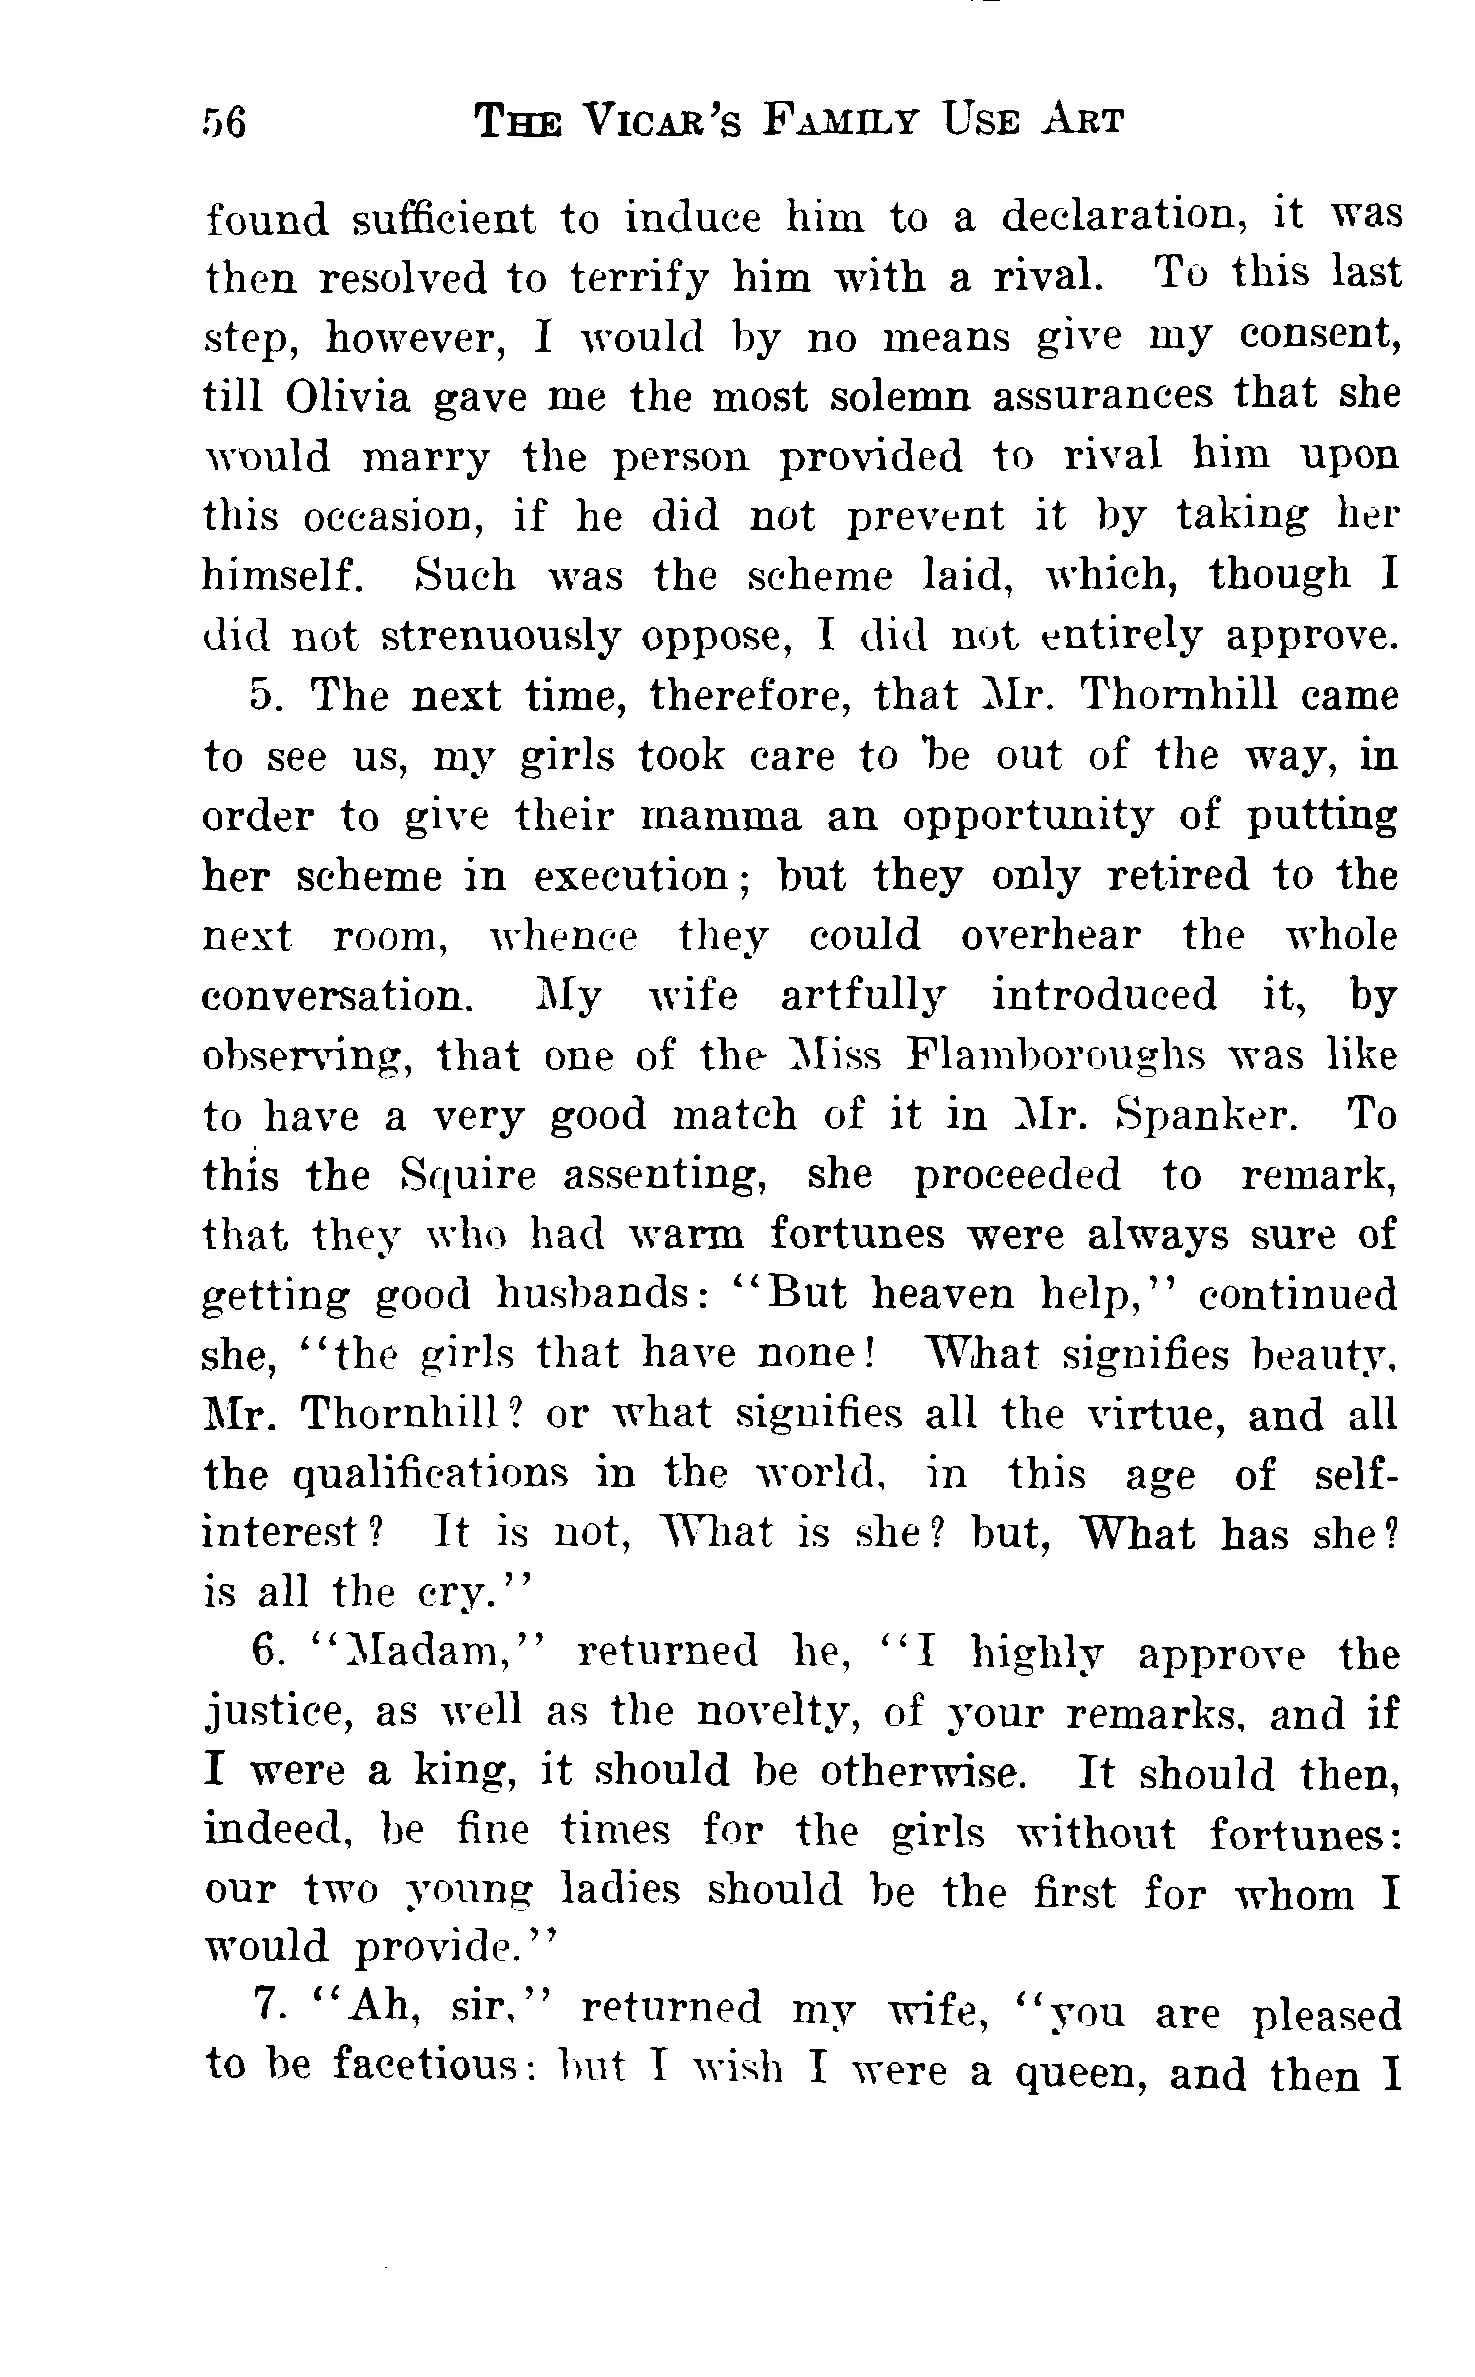 56 THE VICAR'S FAMILY USE ART
found sufficient to induce him to a declaration, it was
then resolved to terrify him with a rival. To this last
step, however, I would by no means give my consent,
till Olivia gave me the most solemn assurances that she
would marry the person provided to rival him upon
this occasion, if he did not prevent it by taking her
himself. Such was the scheme laid, which, though I
did not strenuously oppose, I did not entirely approve.
5. The next time, therefore, that Mr. Thornhill came
to see us, my girls took care to be out of the way, in
order to give their mamma an opportunity of putting
her scheme in execution; but they only retired to the
next room, whence they could overhear the whole
conversation. My wife artfully introduced it, by
observing, that one of the Miss Flamboroughs was like
to have a very good match of it in Mr. Spanker. To
this the Squire assenting, she proceeded to remark,
that they who had warm fortunes were always sure of
getting good husbands: "But heaven help," continued
she, "the girls that have none! What signifies beauty,
Mr. Thornhill? or what signifies all the virtue, and all
the qualifications in the world, in this age of self-
interest? It is not, What is she? but, What has she?
is all the cry."
6. "Madam," returned he, "I highly approve the
justice, as well as the novelty, of your remarks, and if
I were a king, it should be otherwise. It should then,
indeed, be fine times for the girls without fortunes:
our two young ladies should be the first for whom I
would provide."
7. "Ah, sir," returned my wife, "you are pleased
to be facetious: but I wish I were a queen, and then I